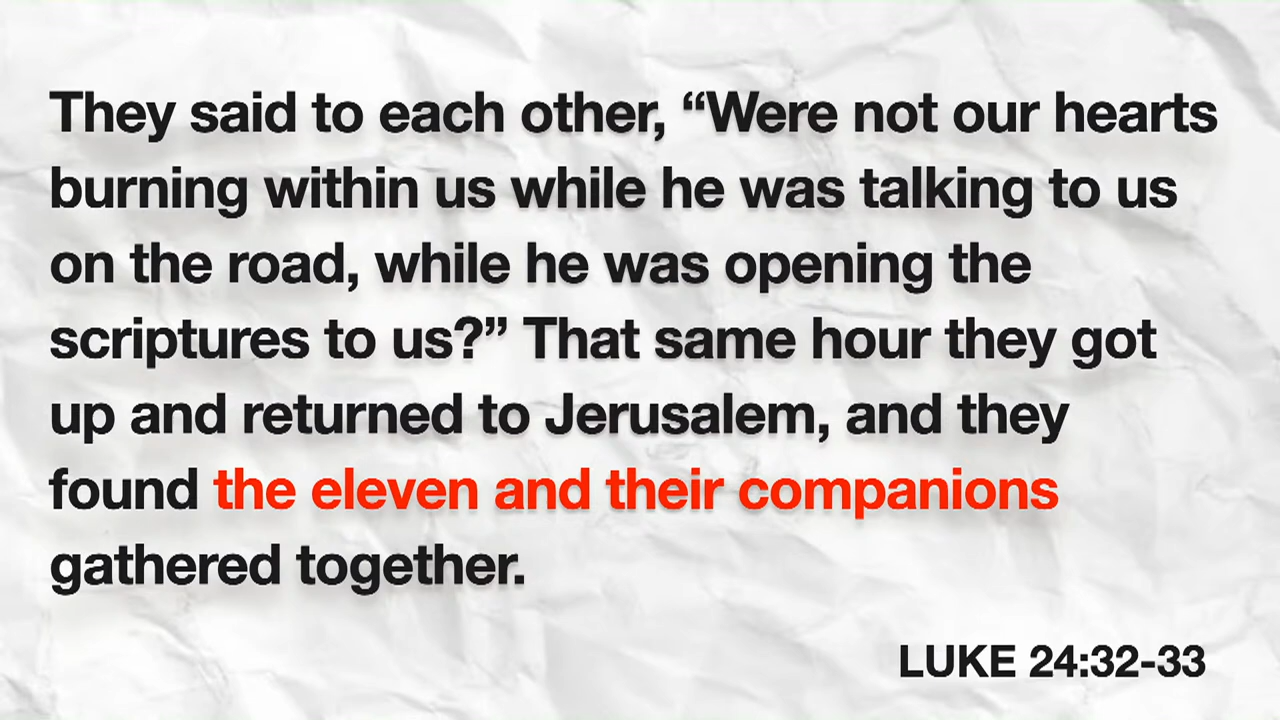 They said to each other, “Were not our hearts
burning within us while he was talking to us
on the road, while he was opening the
scriptures to us?” That same hour they got
up and returned to Jerusalem, and they
found the eleven and their companions
gathered together.
LUKE 24:32-33